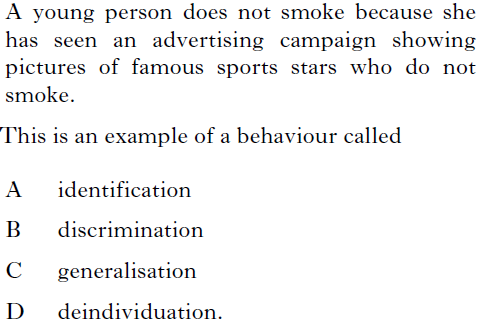 A young person does not smoke because she
has seen an advertising campaign showing
pictures of famous sports stars who do not
smoke.
This is an example of a behaviour called
A identification
B discrimination
C generalisation
D deindividuation.